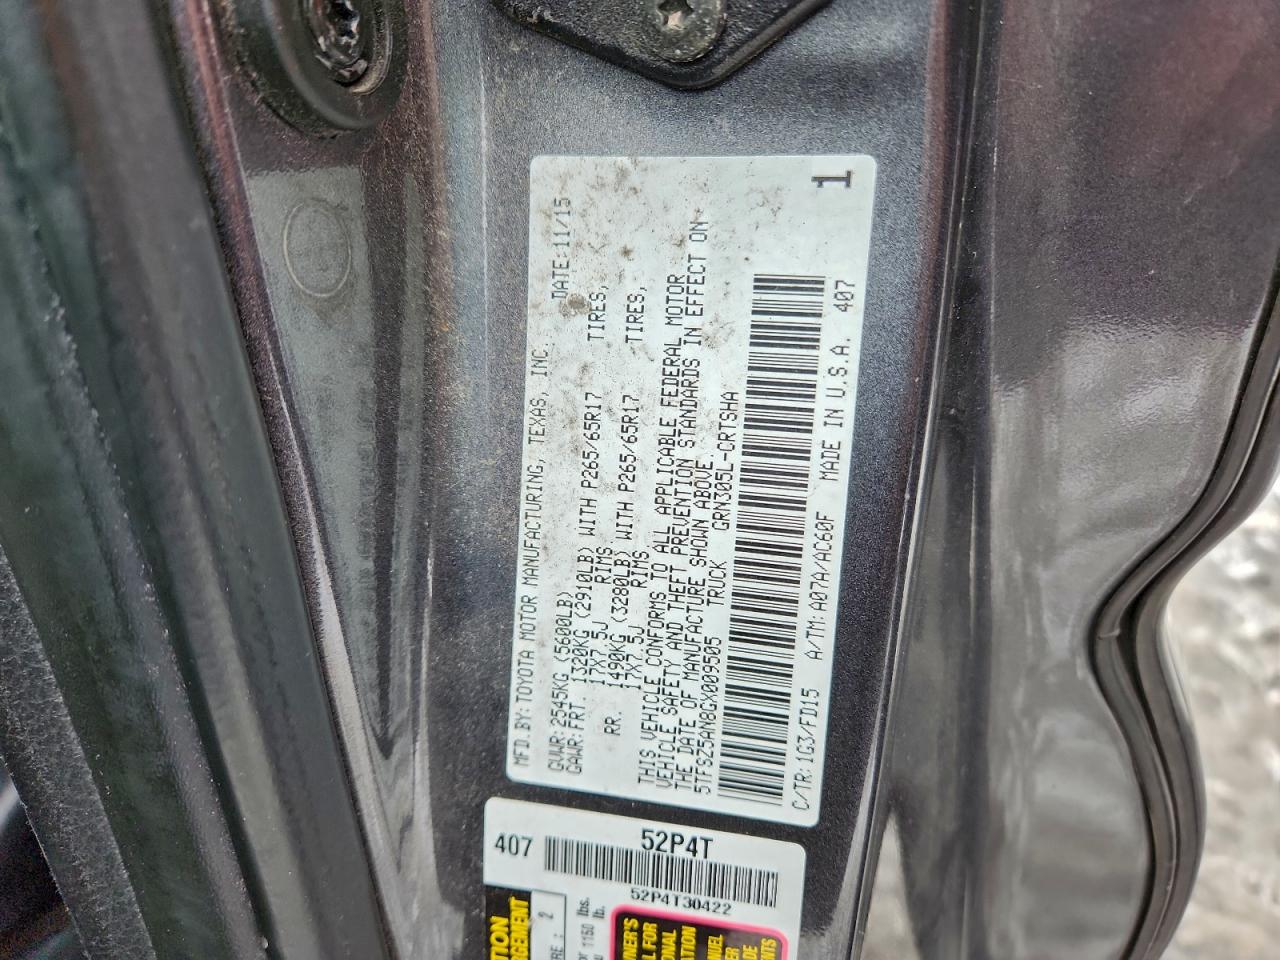 MFD.BY: TOYOTA MOTOR MANUFACTURING, TEXAS, INC. DATE: 11/15
GVWR: 2545KG (5600LB)
GAWR: FRT. 1320KG (2910LB) WITH P265/65R17 TIRES,
17X7.5J RIMS
RR. 1490KG (3280LB) WITH P265/65R17 TIRES,
17X7.5J RIMS
THIS VEHICLE CONFORMS TO ALL APPLICABLE FEDERAL MOTOR
VEHICLE SAFETY AND THEFT PREVENTION STANDARDS IN EFFECT ON
THE DATE OF MANUFACTURE SHOWN ABOVE.
5TFSZ5AN8GX009505 TRUCK GRN305L-CRTSHA
C/TR: 1G3/FD15 A/TM: A07A/AC60F MADE IN U.S.A. 407
1
407 52P4T
52P4T30422